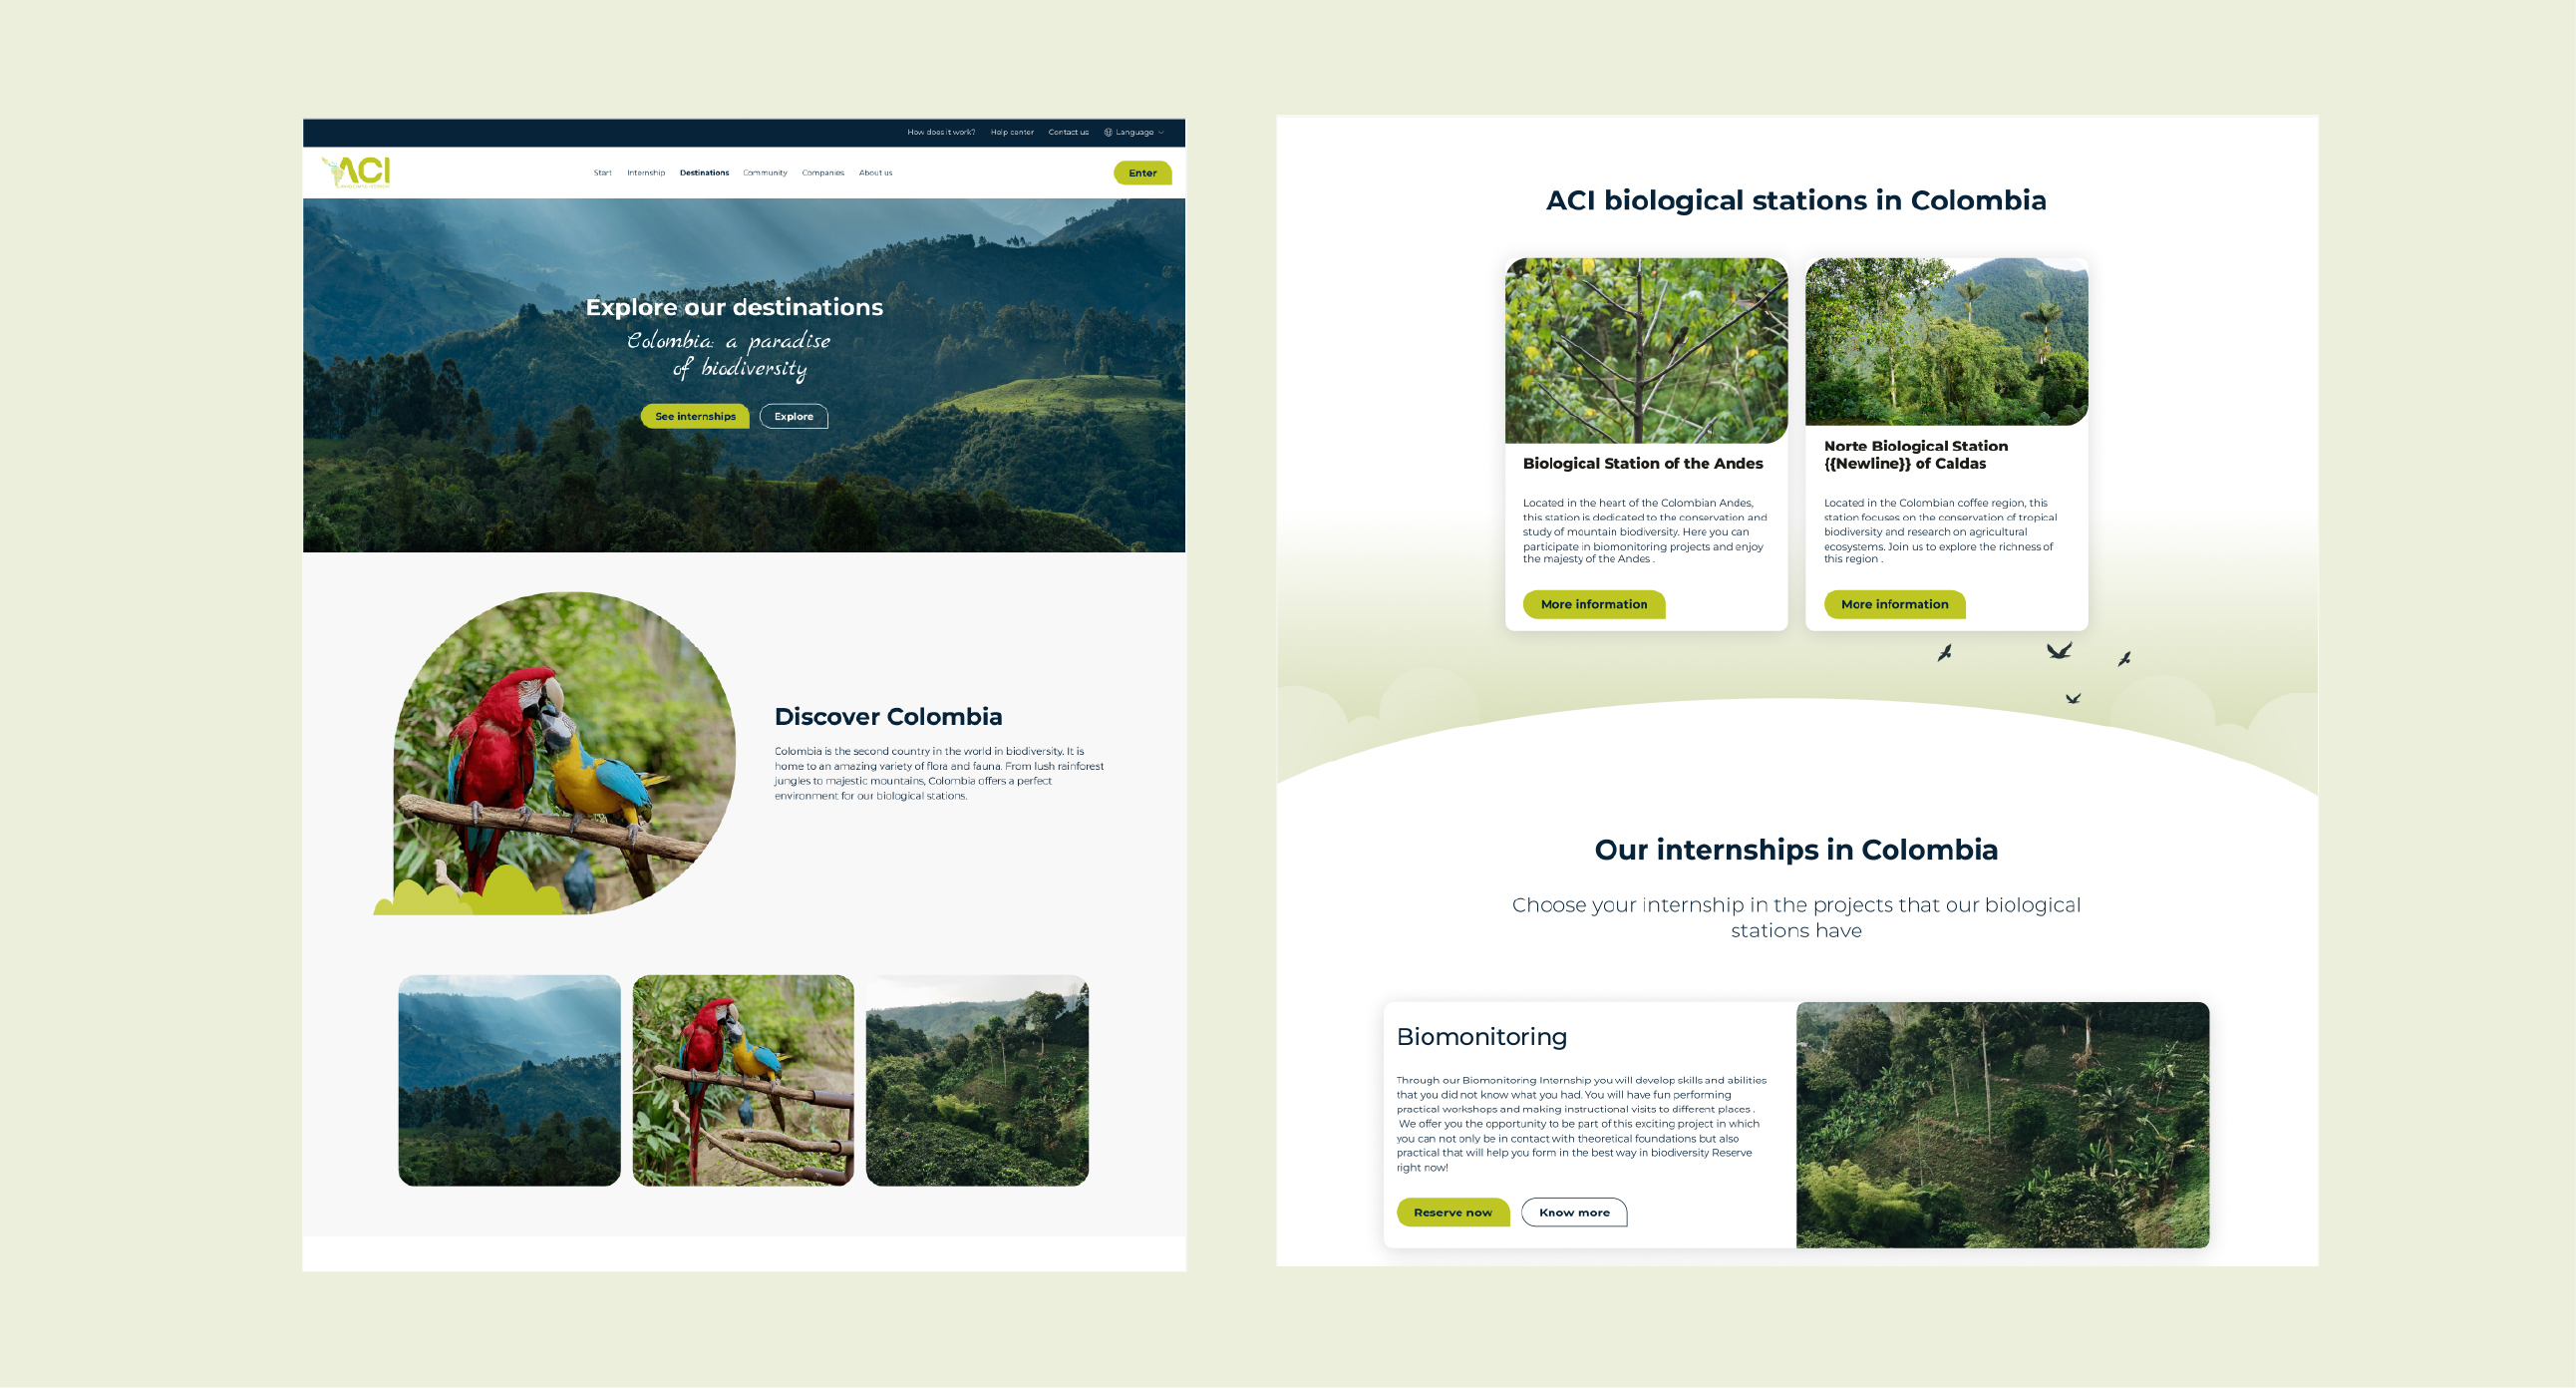 How does it work? Help center Contact us Language
ACI
Start Internship Destinations Community Companies About us
Enter
Explore our destinations
Colombia: a paradise
of biodiversity
See internships Explore
Discover Colombia
Colombia is the second country in the world in biodiversity. It is
home to an amazing variety of flora and fauna. From lush rainforest
jungles to majestic mountains, Colombia offers a perfect
environment for our biological stations.
ACI biological stations in Colombia
Biological Station of the Andes
Located in the heart of the Colombian Andes,
this station is dedicated to the conservation and
study of mountain biodiversity. Here you can
participate in biomonitoring projects and enjoy
the majesty of the Andes .
More information
Norte Biological Station
{{Newline}} of Caldas
Located in the Colombian coffee region, this
station focuses on the conservation of tropical
biodiversity and research on agricultural
ecosystems. Join us to explore the richness of
this region .
More information
Our internships in Colombia
Choose your internship in the projects that our biological
stations have
Biomonitoring
Through our Biomonitoring Internship you will develop skills and abilities
that you did not know what you had. You will have fun performing
practical workshops and making instructional visits to different places .
We offer you the opportunity to be part of this exciting project in which
you can not only be in contact with theoretical foundations but also
practical that will help you form in the best way in biodiversity Reserve
right now!
Reserve now Know more